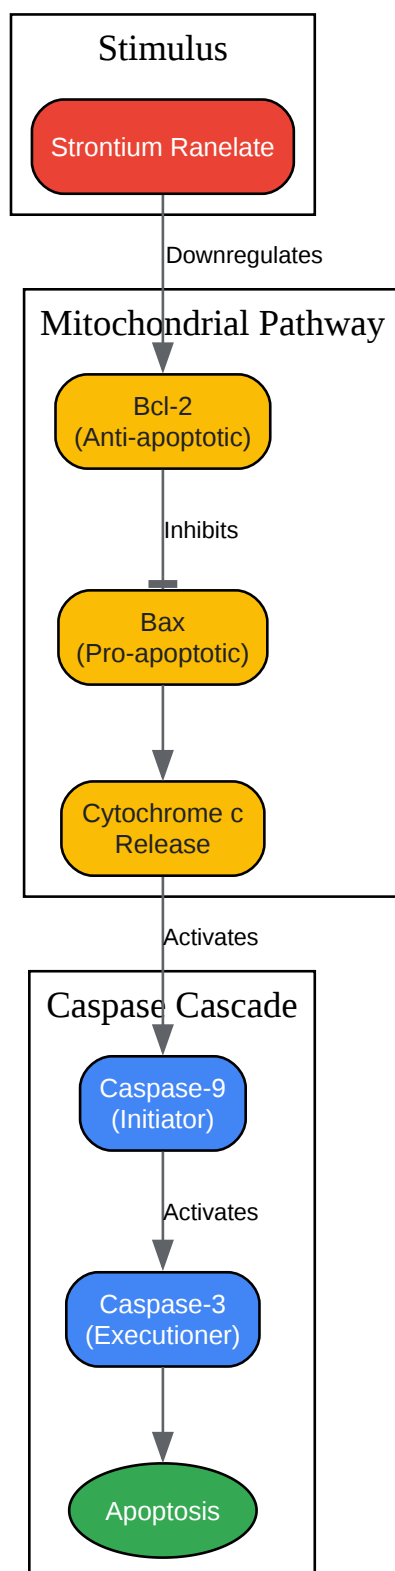 Stimulus
Strontium Ranelate
Downregulates
Mitochondrial Pathway
Bcl-2
(Anti-apoptotic)
Inhibits
Bax
(Pro-apoptotic)
Cytochrome c
Release
Activates
Caspase Cascade
Caspase-9
(Initiator)
Activates
Caspase-3
(Executioner)
Apoptosis